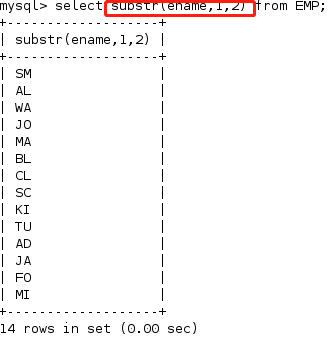 mysql> select substr(ename,1,2) from EMP;
+-------------------+
| substr(ename,1,2) |
+-------------------+
| SM                |
| AL                |
| WA                |
| JO                |
| MA                |
| BL                |
| CL                |
| SC                |
| KI                |
| TU                |
| AD                |
| JA                |
| FO                |
| MI                |
+-------------------+
14 rows in set (0.00 sec)